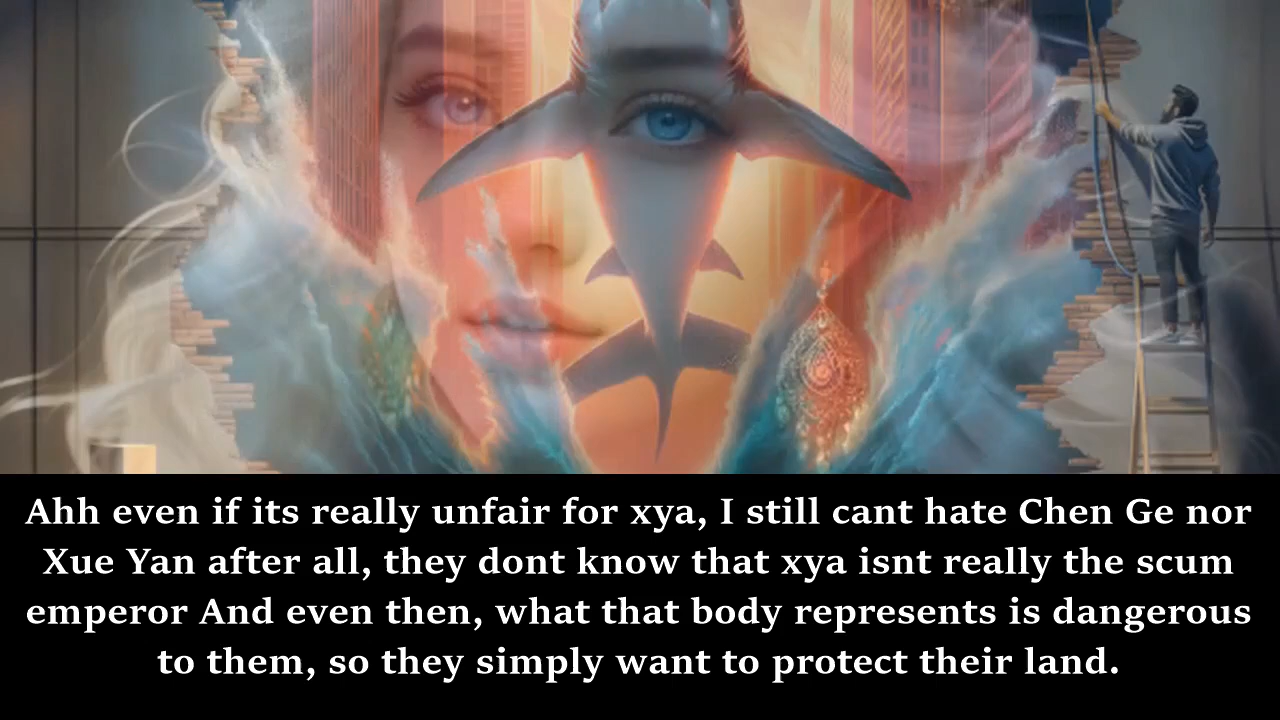 Ahh even if its really unfair for xya, I still cant hate Chen Ge nor
Xue Yan after all, they dont know that xya isnt really the scum
emperor And even then, what that body represents is dangerous
to them, so they simply want to protect their land.